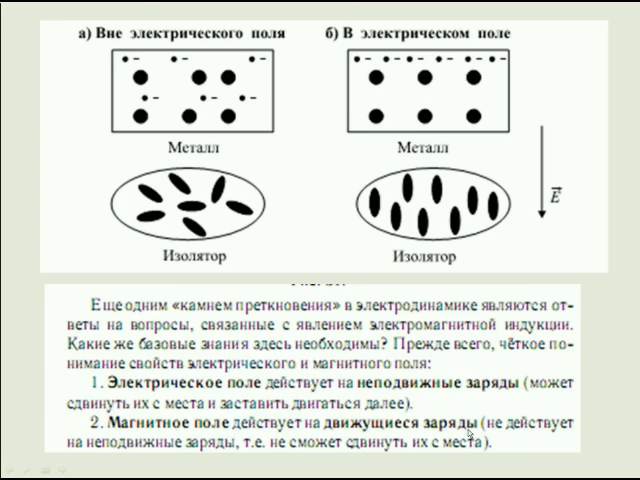 а) Вне электрического поля б) В электрическом поле
Металл Металл
E
Изолятор Изолятор
Еще одним «камнем преткновения» в электродинамике являются от-
веты на вопросы, связанные с явлением электромагнитной индукции.
Какие же базовые знания здесь необходимы? Прежде всего, чёткое по-
нимание свойств электрического и магнитного поля:
1. Электрическое поле действует на неподвижные заряды (может
сдвинуть их с места и заставить двигаться далее).
2. Магнитное поле действует на движущиеся заряды (не действует
на неподвижные заряды, т.е. не сможет сдвинуть их с места).